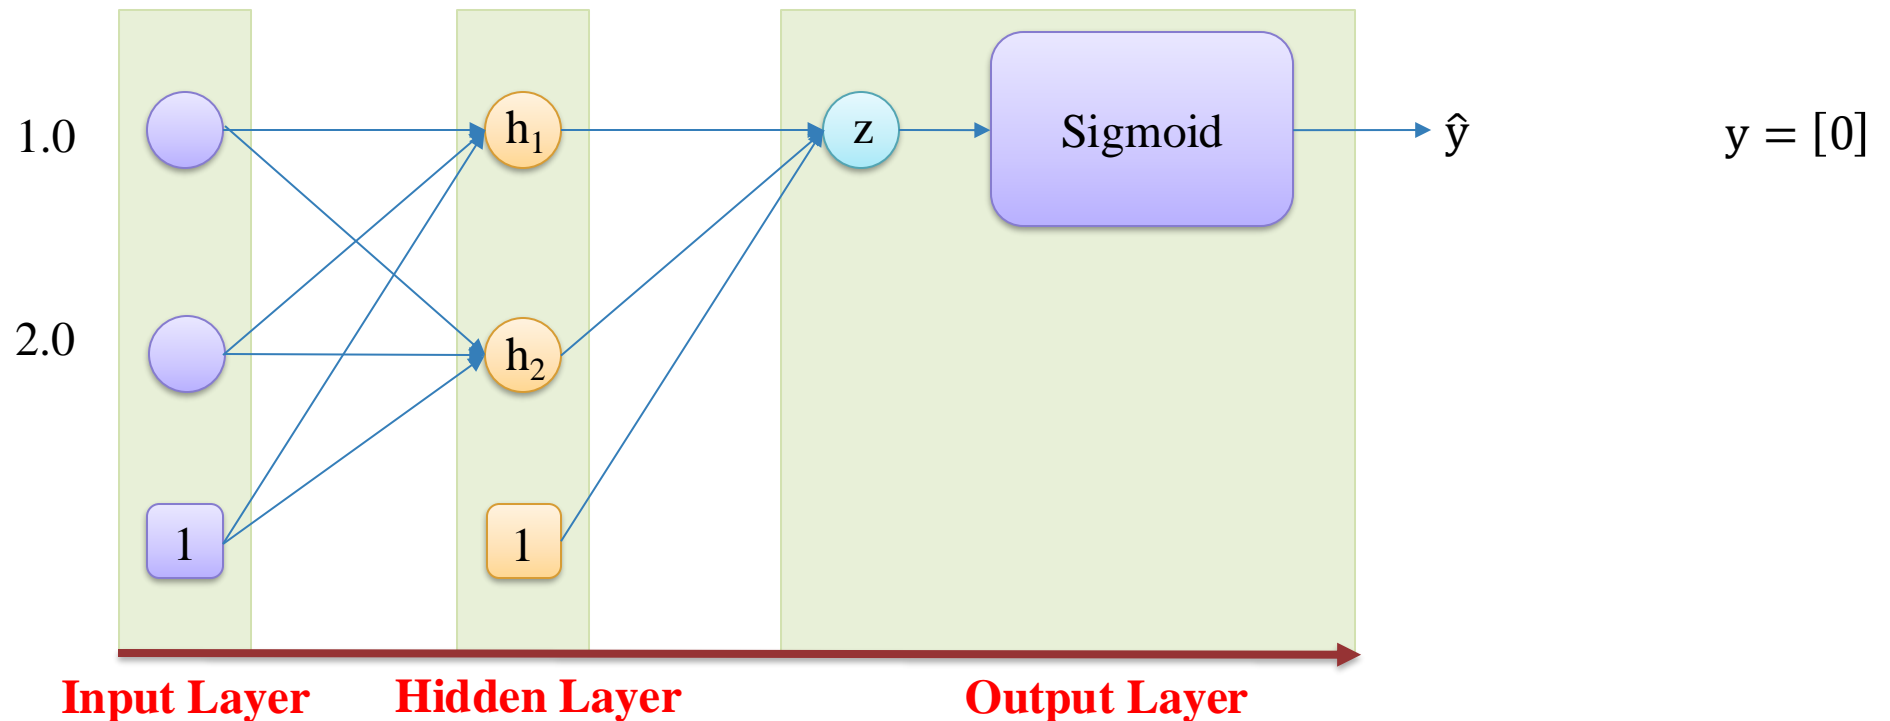 1.0
h₁
z
Sigmoid
ŷ
y = [0]
2.0
h₂
1
1
Input Layer
Hidden Layer
Output Layer